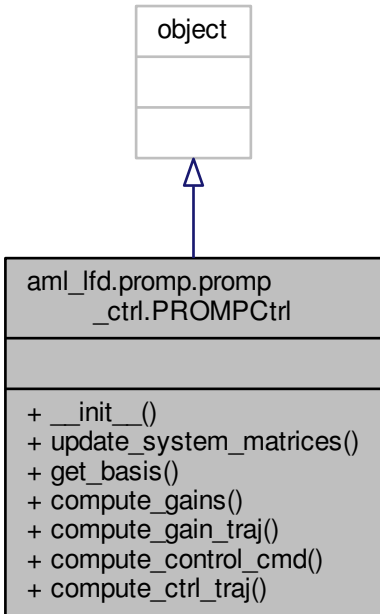 object
aml_lfd.promp.promp
_ctrl.PROMPCtrl
+ __init__()
+ update_system_matrices()
+ get_basis()
+ compute_gains()
+ compute_gain_traj()
+ compute_control_cmd()
+ compute_ctrl_traj()